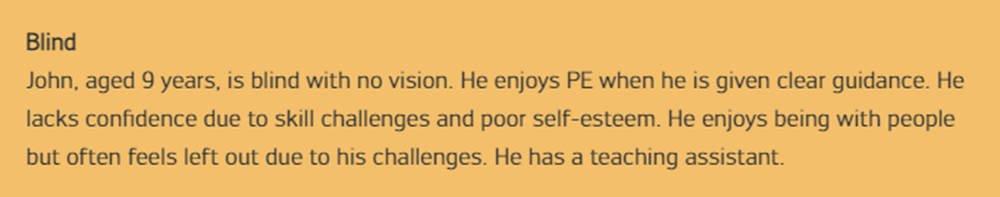 Blind
John, aged 9 years, is blind with no vision. He enjoys PE when he is given clear guidance. He
lacks confidence due to skill challenges and poor self-esteem. He enjoys being with people
but often feels left out due to his challenges. He has a teaching assistant.